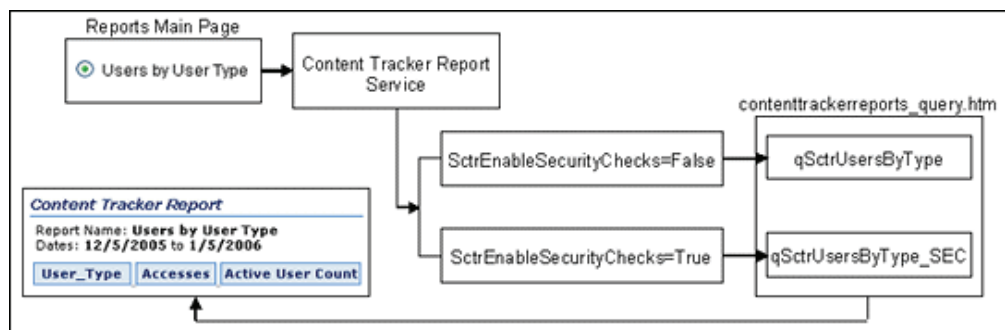 Reports Main Page
Users by User Type
Content Tracker Report
Service
contenttrackerreports_query.htm
SctrEnableSecurityChecks=False
qSctrUsersByType
SctrEnableSecurityChecks=True
qSctrUsersByType_SEC
Content Tracker Report
Report Name: Users by User Type
Dates: 12/5/2005 to 1/5/2006
User_Type Accesses Active User Count